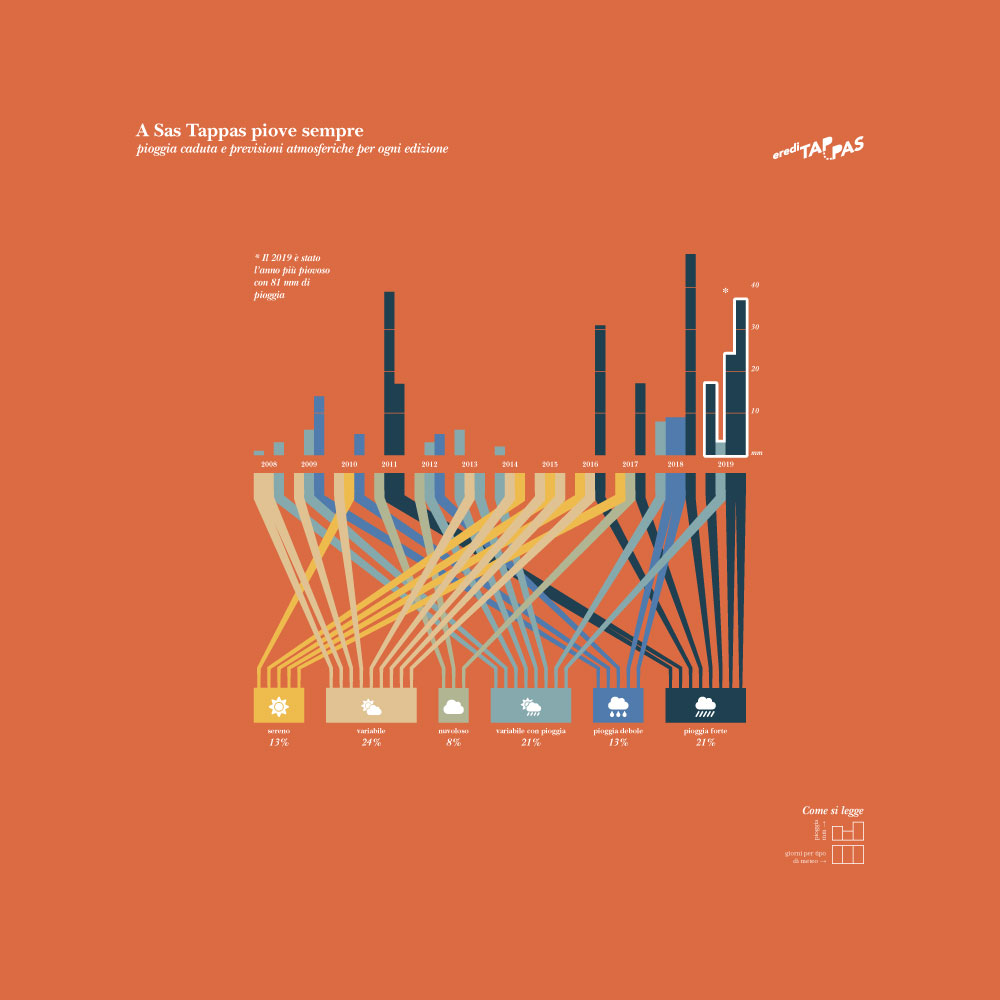 A Sas Tappas piove sempre
pioggia caduta e previsioni atmosferiche per ogni edizione
eredi TAPPAS
* Il 2019 è stato
l'anno più piovoso
con 81 mm di
pioggia
*
40
30
20
10
mm
2008 2009 2010 2011 2012 2013 2014 2015 2016 2017 2018 2019
sereno variabile nuvoloso variabile con pioggia pioggia debole pioggia forte
13% 24% 8% 21% 13% 21%
Come si legge
pioggia
mm →
giorni per tipo
di meteo →